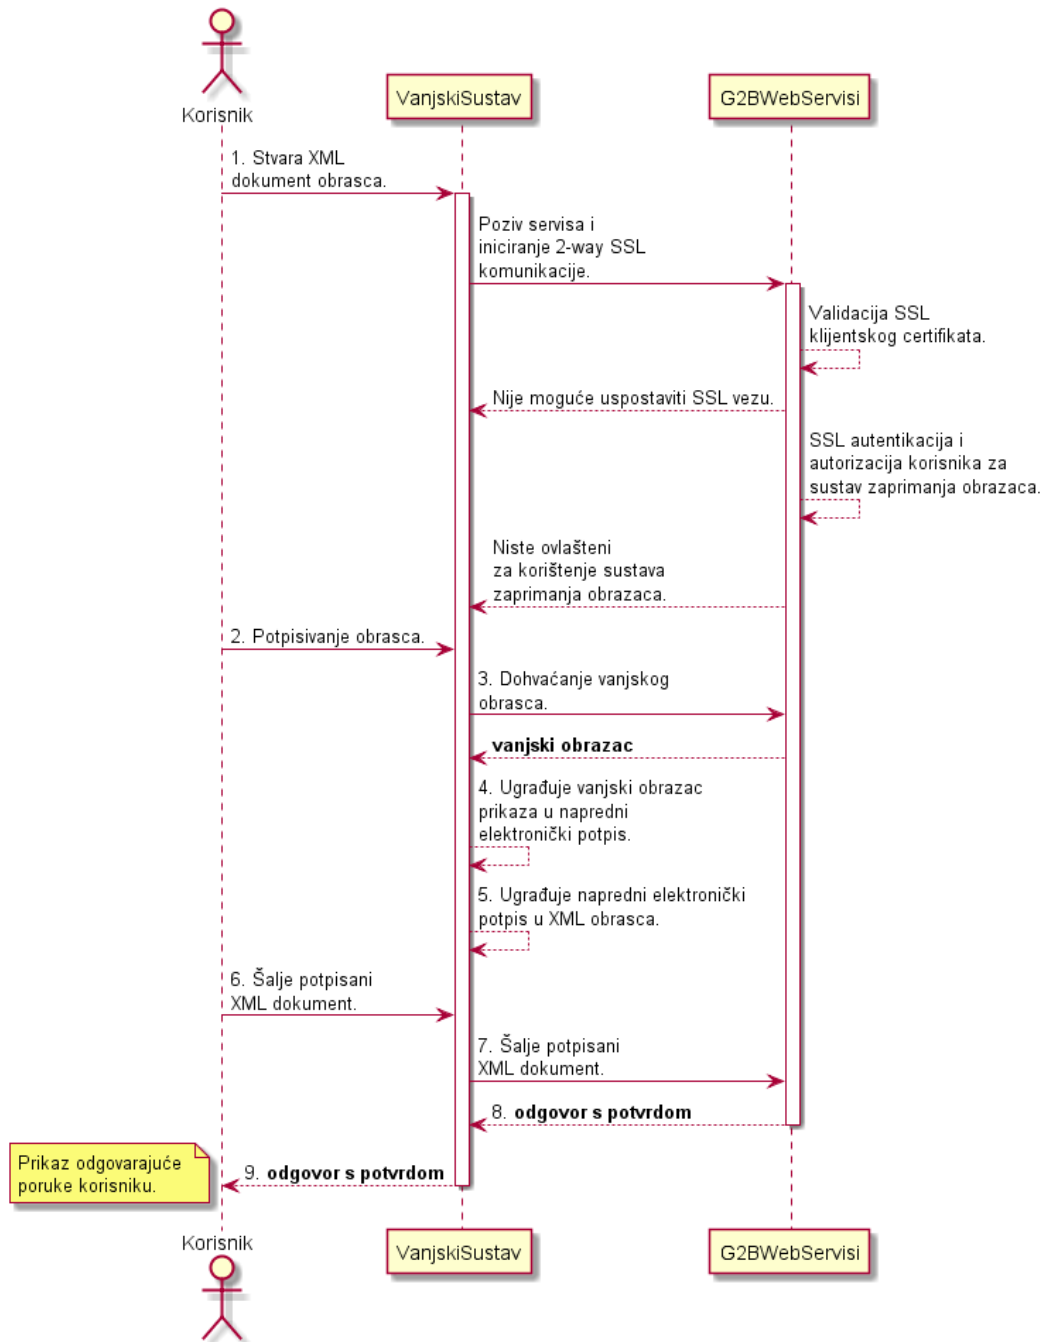 Korisnik
VanjskiSustav
G2BWebServisi
1. Stvara XML
dokument obrasca.
Poziv servisa i
iniciranje 2-way SSL
komunikacije.
Validacija SSL
klijentskog certifikata.
Nije moguće uspostaviti SSL vezu.
SSL autentikacija i
autorizacija korisnika za
sustav zaprimanja obrazaca.
Niste ovlašteni
za korištenje sustava
zaprimanja obrazaca.
2. Potpisivanje obrasca.
3. Dohvaćanje vanjskog
obrasca.
vanjski obrazac
4. Ugrađuje vanjski obrazac
prikaza u napredni
elektronički potpis.
5. Ugrađuje napredni elektronički
potpis u XML obrasca.
6. Šalje potpisani
XML dokument.
7. Šalje potpisani
XML dokument.
8. odgovor s potvrdom
Prikaz odgovarajuće
poruke korisniku.
9. odgovor s potvrdom
Korisnik
VanjskiSustav
G2BWebServisi